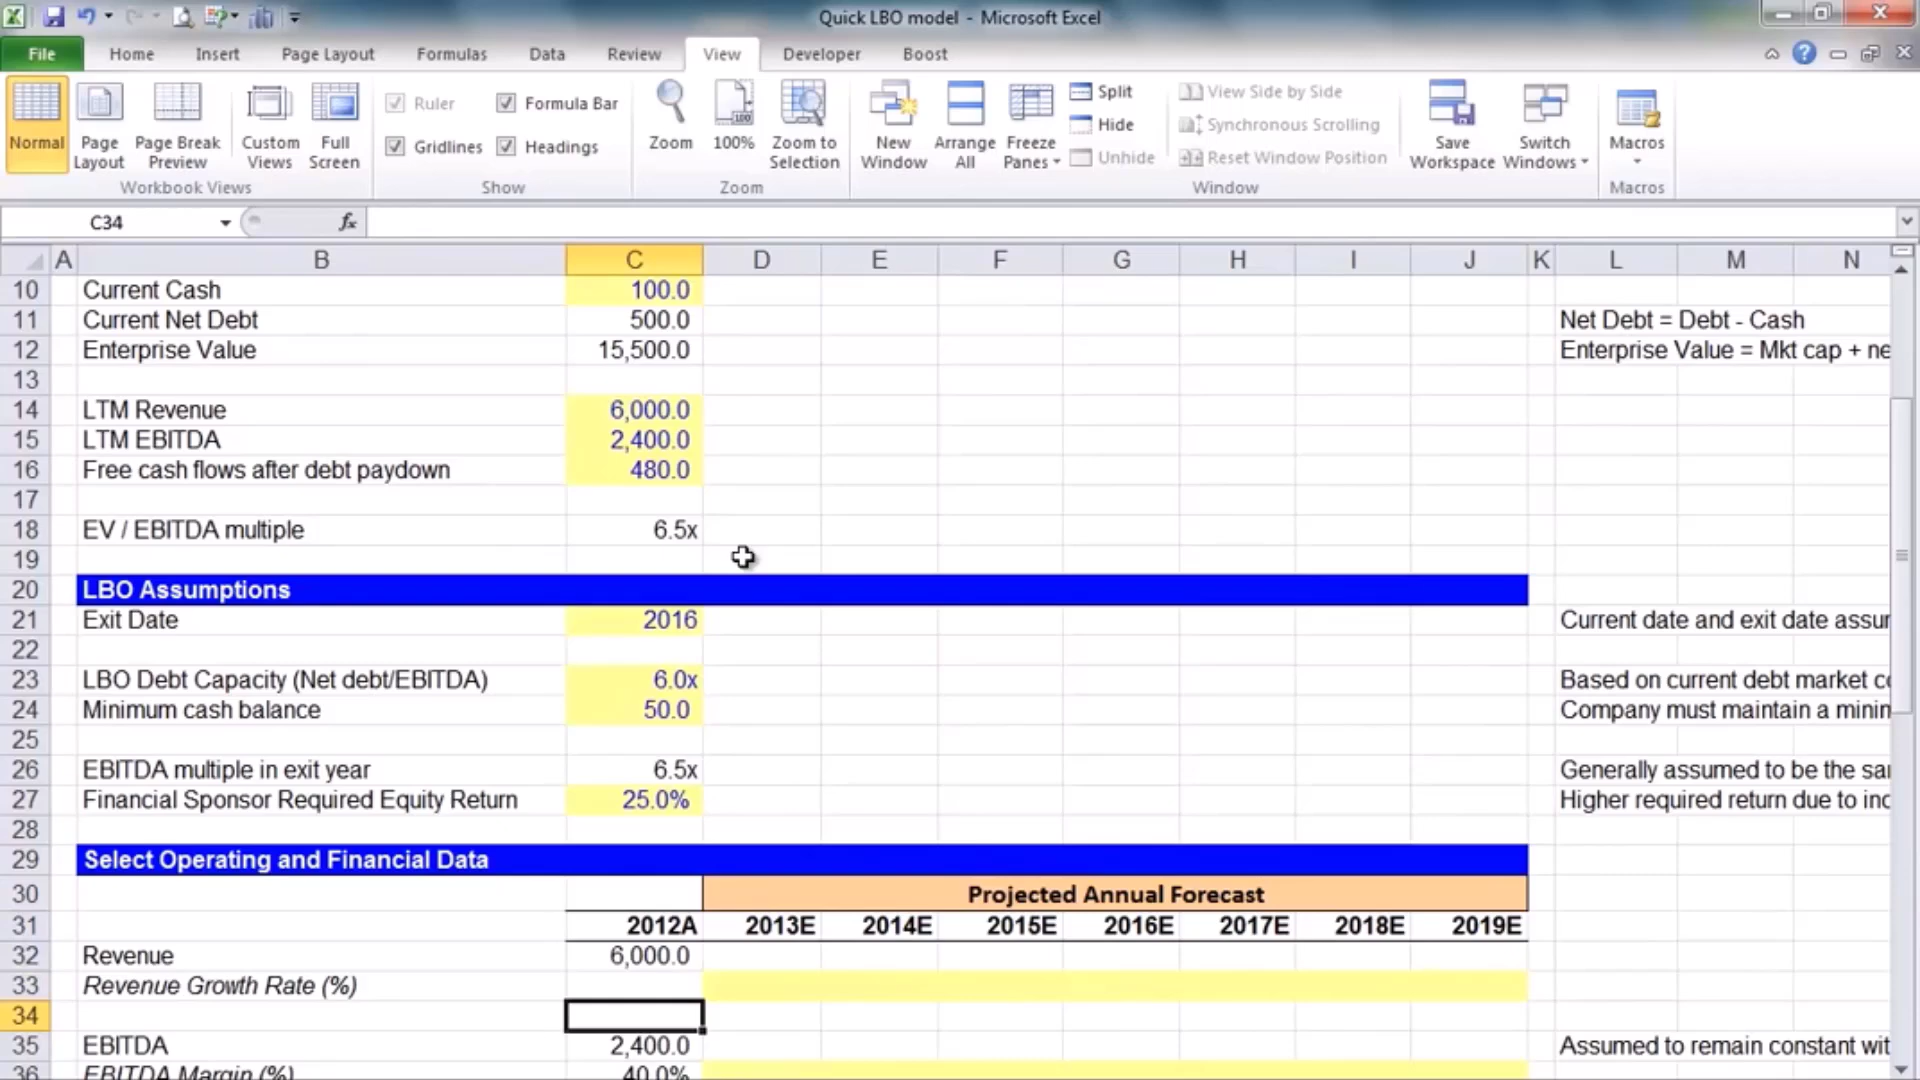 Quick LBO model - Microsoft Excel
File Home Insert Page Layout Formulas Data Review View Developer Boost
Normal Page Layout Page Break Preview Custom Views Full Screen
Workbook Views
Ruler Formula Bar
Gridlines Headings
Show
Zoom 100% Zoom to Selection
Zoom
New Window Arrange All Freeze Panes
Split
Hide
Unhide
View Side by Side
Synchronous Scrolling
Reset Window Position
Window
Save Workspace Switch Windows
Macros
Macros
C34 fx
A B C D E F G H I J K L M N
10 Current Cash 100.0
11 Current Net Debt 500.0 Net Debt = Debt - Cash
12 Enterprise Value 15,500.0 Enterprise Value = Mkt cap + ne
13
14 LTM Revenue 6,000.0
15 LTM EBITDA 2,400.0
16 Free cash flows after debt paydown 480.0
17
18 EV / EBITDA multiple 6.5x
19
20 LBO Assumptions
21 Exit Date 2016 Current date and exit date assur
22
23 LBO Debt Capacity (Net debt/EBITDA) 6.0x Based on current debt market co
24 Minimum cash balance 50.0 Company must maintain a minin
25
26 EBITDA multiple in exit year 6.5x Generally assumed to be the sar
27 Financial Sponsor Required Equity Return 25.0% Higher required return due to inc
28
29 Select Operating and Financial Data
30 Projected Annual Forecast
31 2012A 2013E 2014E 2015E 2016E 2017E 2018E 2019E
32 Revenue 6,000.0
33 Revenue Growth Rate (%)
34
35 EBITDA 2,400.0 Assumed to remain constant wit
36 EBITDA Margin (%) 40.0%